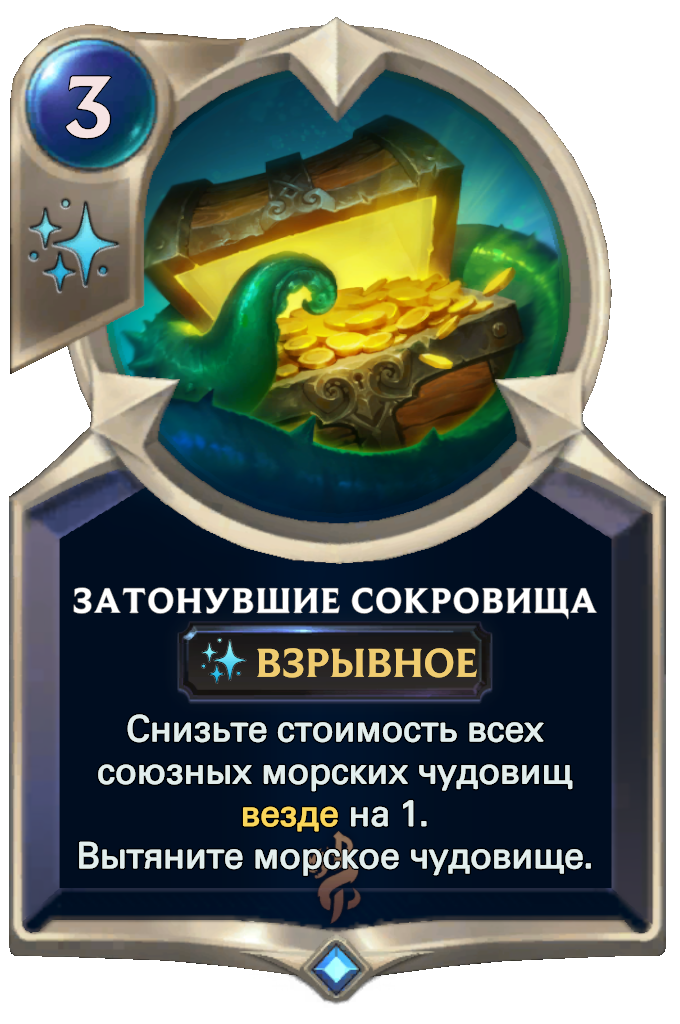 3
ЗАТОНУВШИЕ СОКРОВИЩА
ВЗРЫВНОЕ
Снизьте стоимость всех
союзных морских чудовищ
везде на 1.
Вытяните морское чудовище.